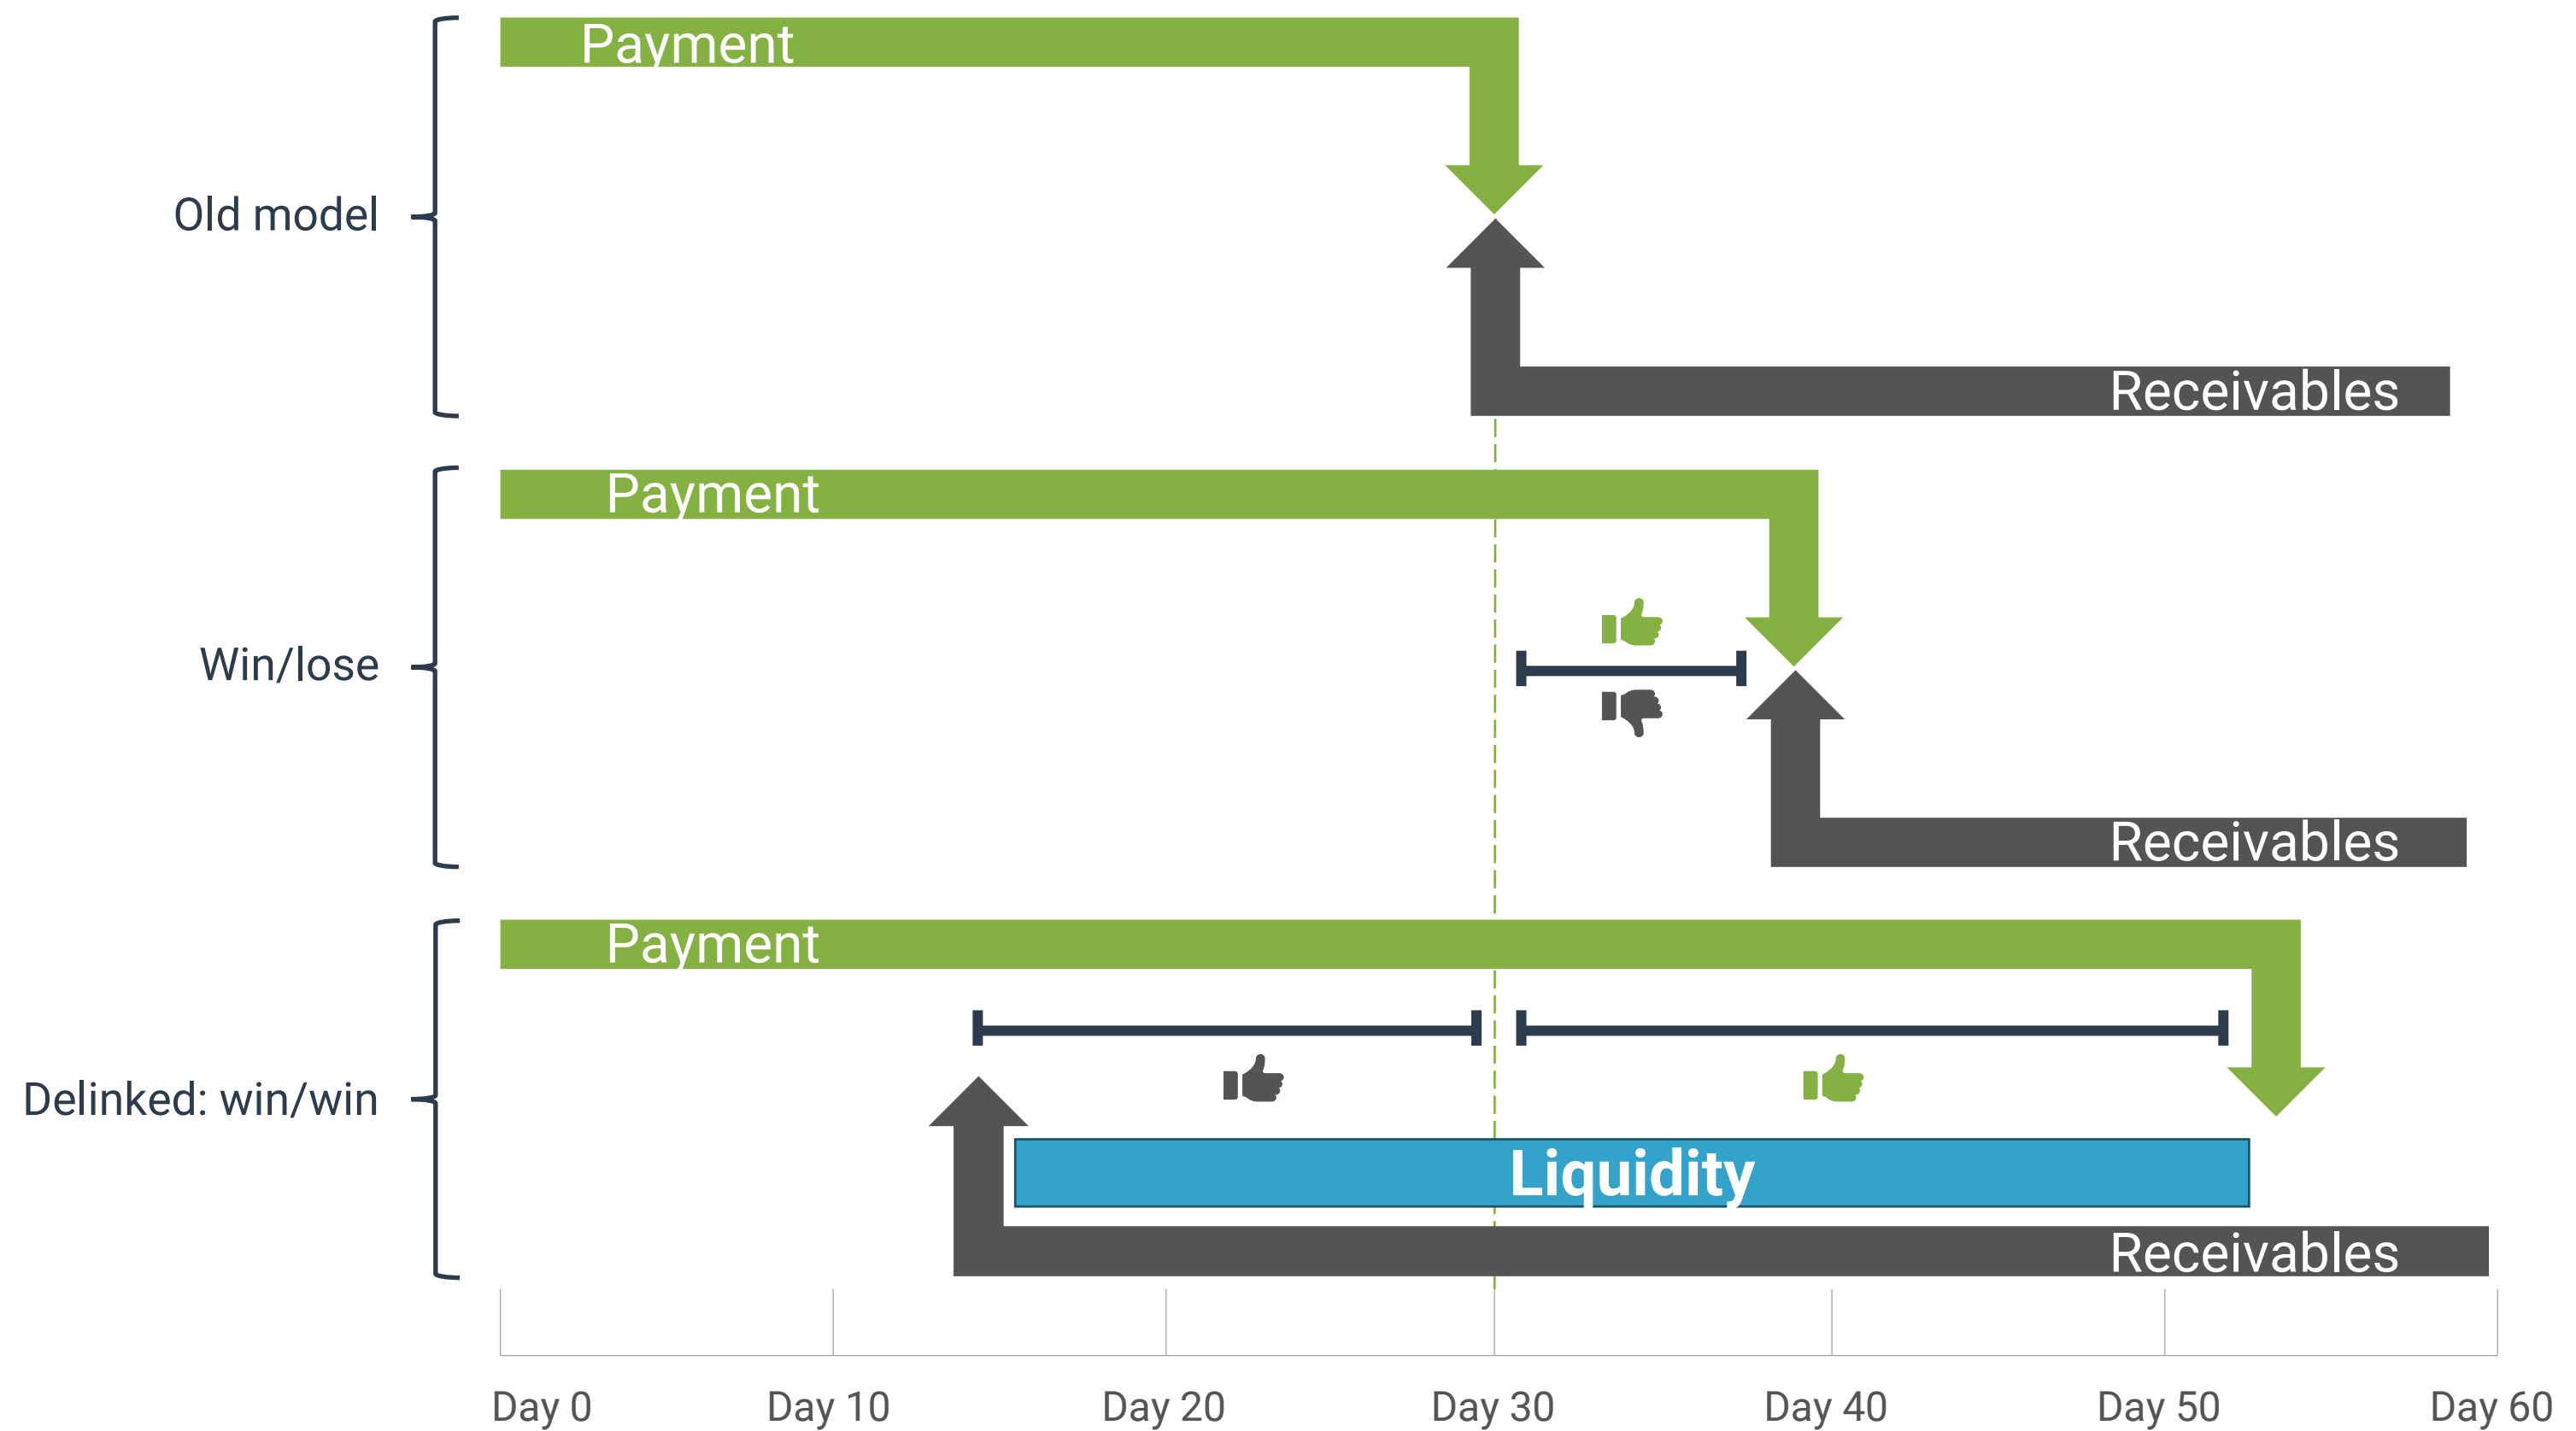 Payment
Old model
Receivables
Payment
Win/lose
Receivables
Payment
Delinked: win/win
Liquidity
Receivables
Day 0 Day 10 Day 20 Day 30 Day 40 Day 50 Day 60